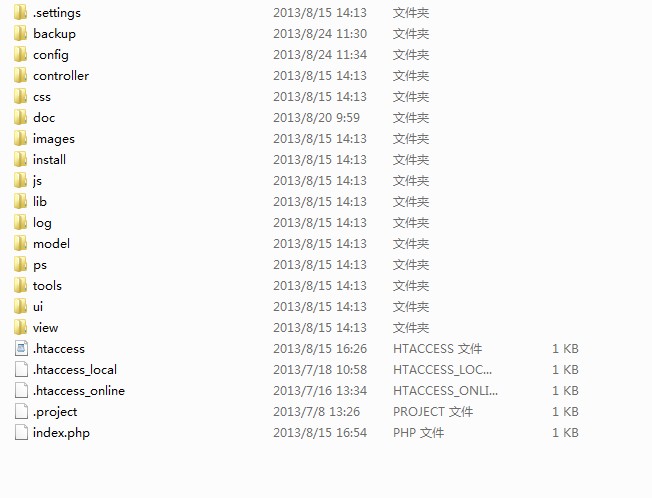 .settings 2013/8/15 14:13 文件夹
backup 2013/8/24 11:30 文件夹
config 2013/8/24 11:34 文件夹
controller 2013/8/15 14:13 文件夹
css 2013/8/15 14:13 文件夹
doc 2013/8/20 9:59 文件夹
images 2013/8/15 14:13 文件夹
install 2013/8/15 14:13 文件夹
js 2013/8/15 14:13 文件夹
lib 2013/8/15 14:13 文件夹
log 2013/8/15 14:13 文件夹
model 2013/8/15 14:13 文件夹
ps 2013/8/15 14:13 文件夹
tools 2013/8/15 14:13 文件夹
ui 2013/8/15 14:13 文件夹
view 2013/8/15 14:13 文件夹
.htaccess 2013/8/15 16:26 HTACCESS 文件 1 KB
.htaccess_local 2013/7/18 10:58 HTACCESS_LOC... 1 KB
.htaccess_online 2013/7/16 13:34 HTACCESS_ONLI... 1 KB
.project 2013/7/8 13:26 PROJECT 文件 1 KB
index.php 2013/8/15 16:54 PHP 文件 1 KB